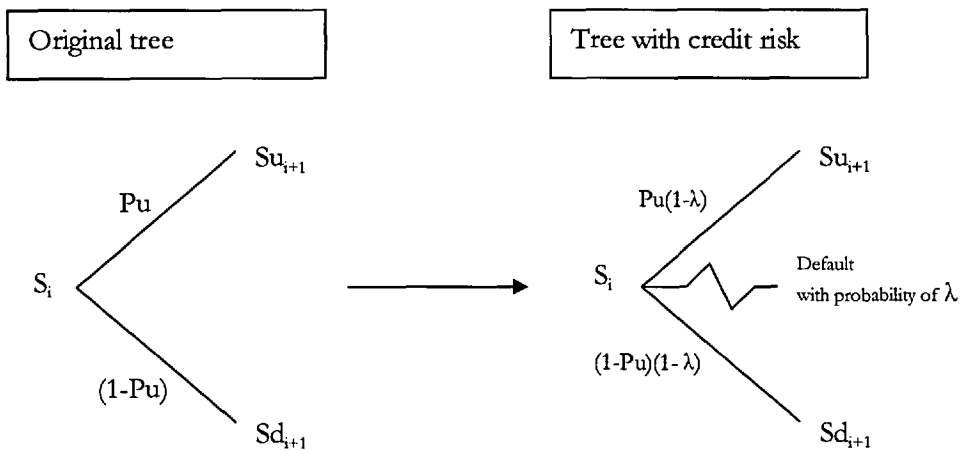 Original tree
Tree with credit risk
Su_{i+1}
Pu
S_i
(1-Pu)
Sd_{i+1}
Su_{i+1}
Pu(1-λ)
S_i
Default
with probability of λ
(1-Pu)(1-λ)
Sd_{i+1}